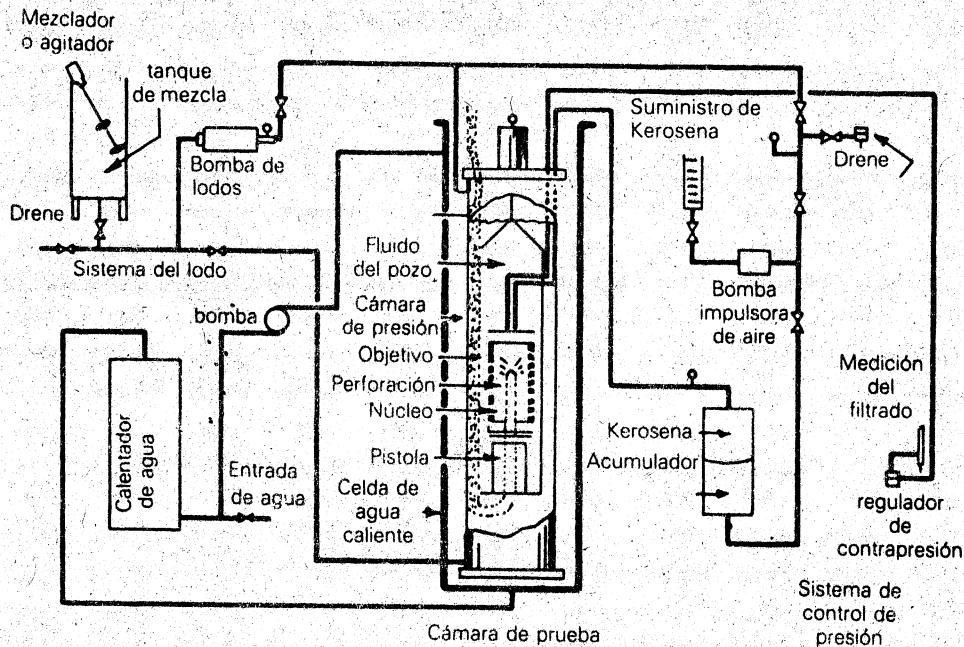 Mezclador
o agitador
tanque
de mezcla
Bomba de
lodos
Drene
Sistema del lodo
bomba
Calentador
de agua
Entrada
de agua
Fluido
del pozo
Cámara
de presión
Objetivo
Perforación
Núcleo
Pistola
Celda de
agua
caliente
Cámara de prueba
Suministro de
Kerosena
Drene
Bomba
impulsora
de aire
Kerosena
Acumulador
Medición
del
filtrado
regulador
de
contrapresión
Sistema de
control de
presión